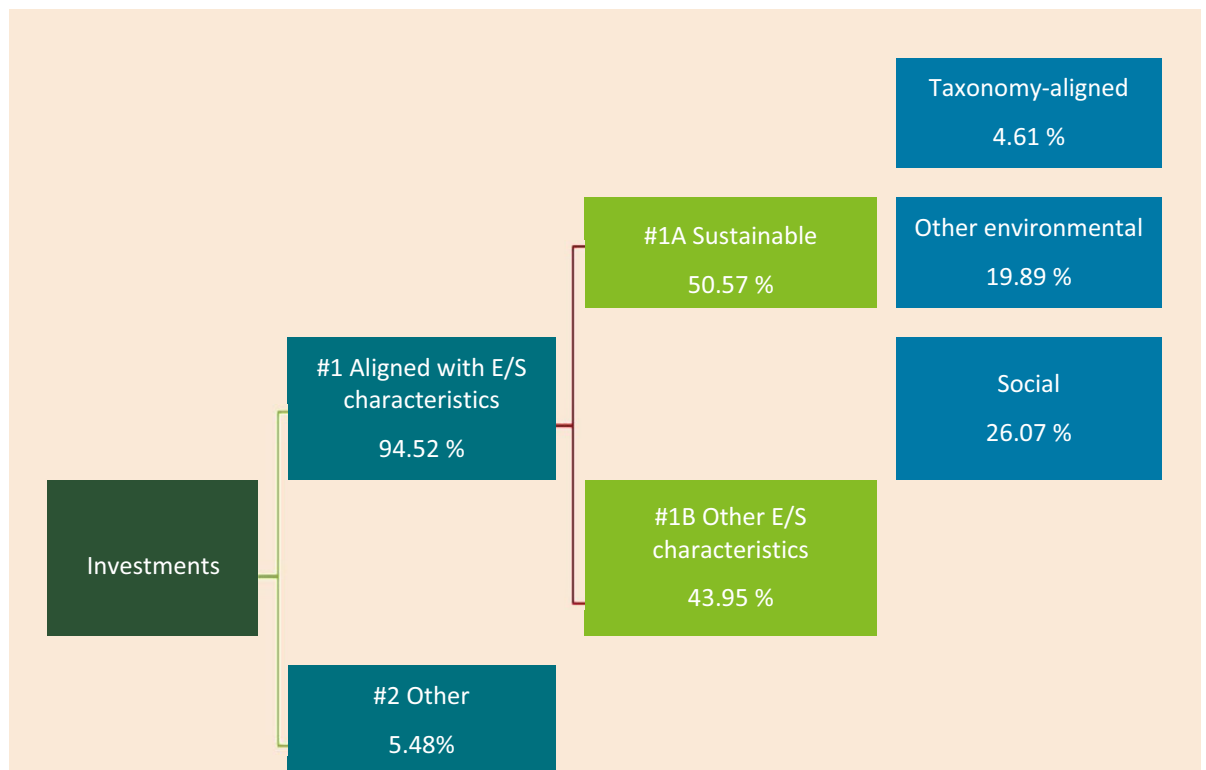 Investments
#1 Aligned with E/S
characteristics
94.52 %
#2 Other
5.48%
#1A Sustainable
50.57 %
#1B Other E/S
characteristics
43.95 %
Taxonomy-aligned
4.61 %
Other environmental
19.89 %
Social
26.07 %